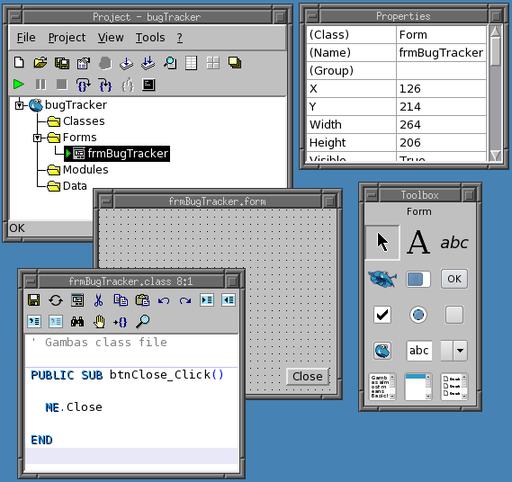 Project - bugTracker
File Project View Tools ?
bugTracker
Classes
Forms
frmBugTracker
Modules
Data
OK
Properties
(Class) Form
(Name) frmBugTracker
(Group)
X 126
Y 214
Width 264
Height 206
Visible True
frmBugTracker.form
Close
Toolbox
Form
A abc
OK
abc
frmBugTracker.class 8:1
' Gambas class file
PUBLIC SUB btnClose_Click()
ME.Close
END